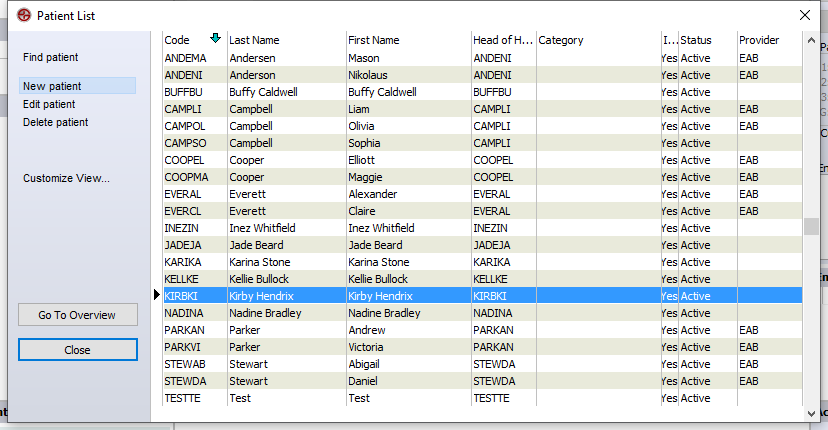 Patient List
Find patient
New patient
Edit patient
Delete patient
Customize View...
Go To Overview
Close
Code Last Name First Name Head of H... Category I... Status Provider
ANDEMA Andersen Mason ANDENI Yes Active EAB
ANDENI Anderson Nikolaus ANDENI Yes Active EAB
BUFFBU Buffy Caldwell Buffy Caldwell BUFFBU Yes Active
CAMPLI Campbell Liam CAMPLI Yes Active EAB
CAMPOL Campbell Olivia CAMPLI Yes Active EAB
CAMPSO Campbell Sophia CAMPLI Yes Active
COOPEL Cooper Elliott COOPEL Yes Active EAB
COOPMA Cooper Maggie COOPEL Yes Active EAB
EVERAL Everett Alexander EVERAL Yes Active EAB
EVERCL Everett Claire EVERAL Yes Active EAB
INEZIN Inez Whitfield Inez Whitfield INEZIN Yes Active
JADEJA Jade Beard Jade Beard JADEJA Yes Active
KARIKA Karina Stone Karina Stone KARIKA Yes Active
KELLKE Kellie Bullock Kellie Bullock KELLKE Yes Active
KIRBKI Kirby Hendrix Kirby Hendrix KIRBKI Yes Active
NADINA Nadine Bradley Nadine Bradley NADINA Yes Active
PARKAN Parker Andrew PARKAN Yes Active EAB
PARKVI Parker Victoria PARKAN Yes Active EAB
STEWAB Stewart Abigail STEWDA Yes Active EAB
STEWDA Stewart Daniel STEWDA Yes Active EAB
TESTTE Test Test TESTTE Yes Active